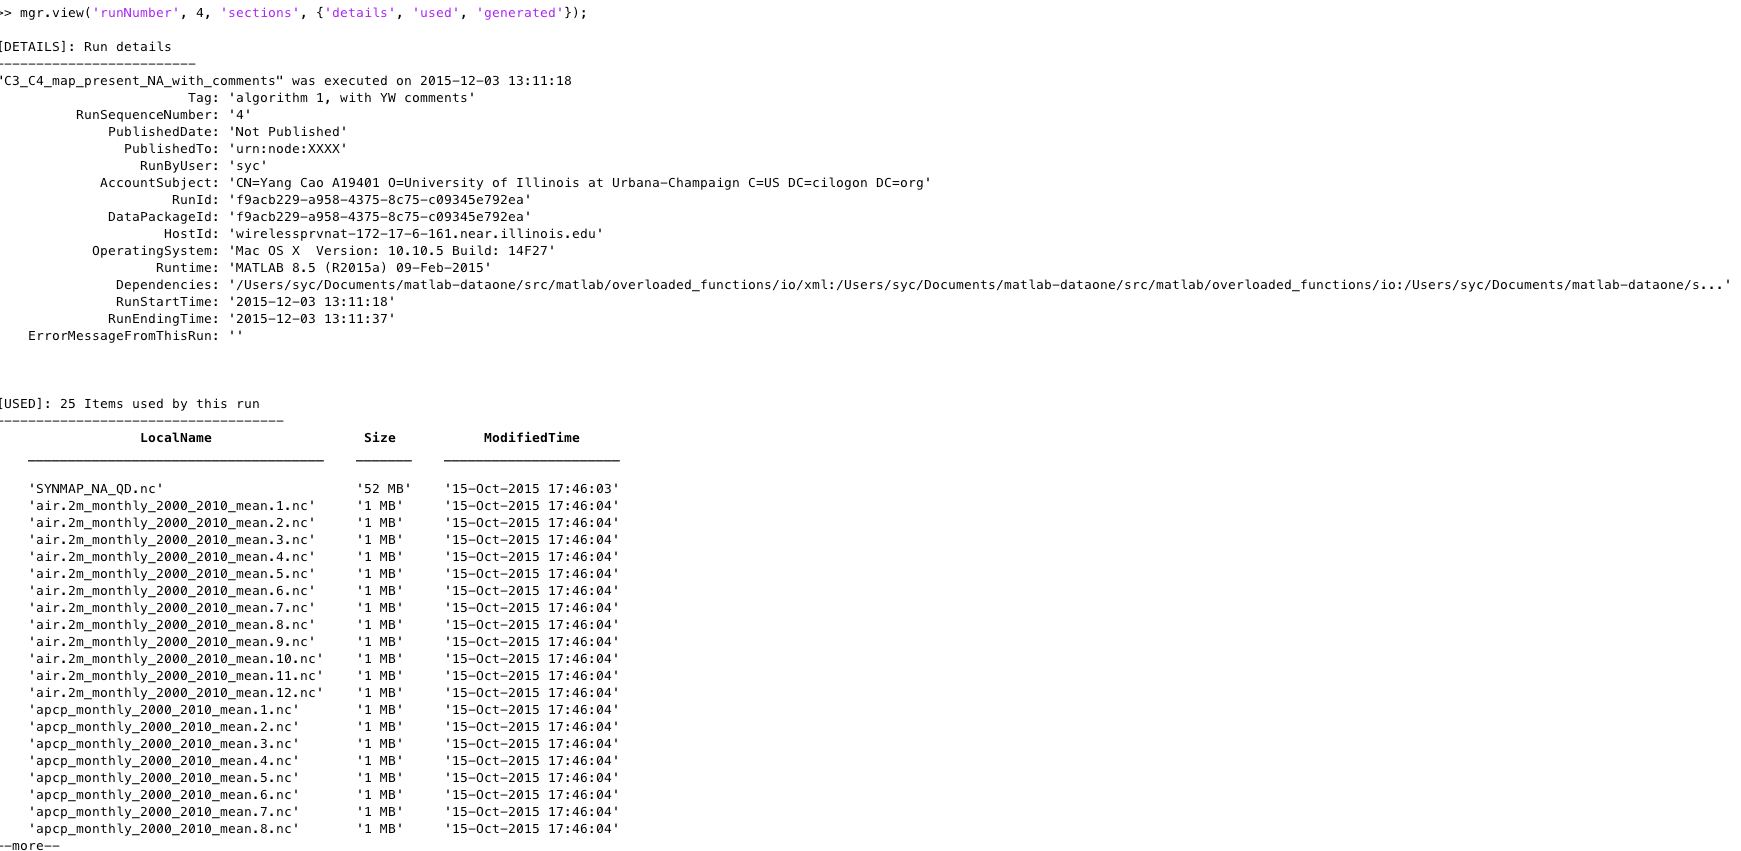 >> mgr.view('runNumber', 4, 'sections', {'details', 'used', 'generated'});
[DETAILS]: Run details
-------------------------
"C3_C4_map_present_NA_with_comments" was executed on 2015-12-03 13:11:18
Tag: 'algorithm 1, with YW comments'
RunSequenceNumber: '4'
PublishedDate: 'Not Published'
PublishedTo: 'urn:node:XXXX'
RunByUser: 'syc'
AccountSubject: 'CN=Yang Cao A19401 O=University of Illinois at Urbana-Champaign C=US DC=cilogon DC=org'
RunId: 'f9acb229-a958-4375-8c75-c09345e792ea'
DataPackageId: 'f9acb229-a958-4375-8c75-c09345e792ea'
HostId: 'wirelessprvnat-172-17-6-161.near.illinois.edu'
OperatingSystem: 'Mac OS X  Version: 10.10.5 Build: 14F27'
Runtime: 'MATLAB 8.5 (R2015a) 09-Feb-2015'
Dependencies: '/Users/syc/Documents/matlab-dataone/src/matlab/overloaded_functions/io/xml:/Users/syc/Documents/matlab-dataone/src/matlab/overloaded_functions/io:/Users/syc/Documents/matlab-dataone/s...'
RunStartTime: '2015-12-03 13:11:18'
RunEndingTime: '2015-12-03 13:11:37'
ErrorMessageFromThisRun: ''
[USED]: 25 Items used by this run
------------------------------------
LocalName Size ModifiedTime
'SYNMAP_NA_QD.nc' '52 MB' '15-Oct-2015 17:46:03'
'air.2m_monthly_2000_2010_mean.1.nc' '1 MB' '15-Oct-2015 17:46:04'
'air.2m_monthly_2000_2010_mean.2.nc' '1 MB' '15-Oct-2015 17:46:04'
'air.2m_monthly_2000_2010_mean.3.nc' '1 MB' '15-Oct-2015 17:46:04'
'air.2m_monthly_2000_2010_mean.4.nc' '1 MB' '15-Oct-2015 17:46:04'
'air.2m_monthly_2000_2010_mean.5.nc' '1 MB' '15-Oct-2015 17:46:04'
'air.2m_monthly_2000_2010_mean.6.nc' '1 MB' '15-Oct-2015 17:46:04'
'air.2m_monthly_2000_2010_mean.7.nc' '1 MB' '15-Oct-2015 17:46:04'
'air.2m_monthly_2000_2010_mean.8.nc' '1 MB' '15-Oct-2015 17:46:04'
'air.2m_monthly_2000_2010_mean.9.nc' '1 MB' '15-Oct-2015 17:46:04'
'air.2m_monthly_2000_2010_mean.10.nc' '1 MB' '15-Oct-2015 17:46:04'
'air.2m_monthly_2000_2010_mean.11.nc' '1 MB' '15-Oct-2015 17:46:04'
'air.2m_monthly_2000_2010_mean.12.nc' '1 MB' '15-Oct-2015 17:46:04'
'apcp_monthly_2000_2010_mean.1.nc' '1 MB' '15-Oct-2015 17:46:04'
'apcp_monthly_2000_2010_mean.2.nc' '1 MB' '15-Oct-2015 17:46:04'
'apcp_monthly_2000_2010_mean.3.nc' '1 MB' '15-Oct-2015 17:46:04'
'apcp_monthly_2000_2010_mean.4.nc' '1 MB' '15-Oct-2015 17:46:04'
'apcp_monthly_2000_2010_mean.5.nc' '1 MB' '15-Oct-2015 17:46:04'
'apcp_monthly_2000_2010_mean.6.nc' '1 MB' '15-Oct-2015 17:46:04'
'apcp_monthly_2000_2010_mean.7.nc' '1 MB' '15-Oct-2015 17:46:04'
'apcp_monthly_2000_2010_mean.8.nc' '1 MB' '15-Oct-2015 17:46:04'
--more--